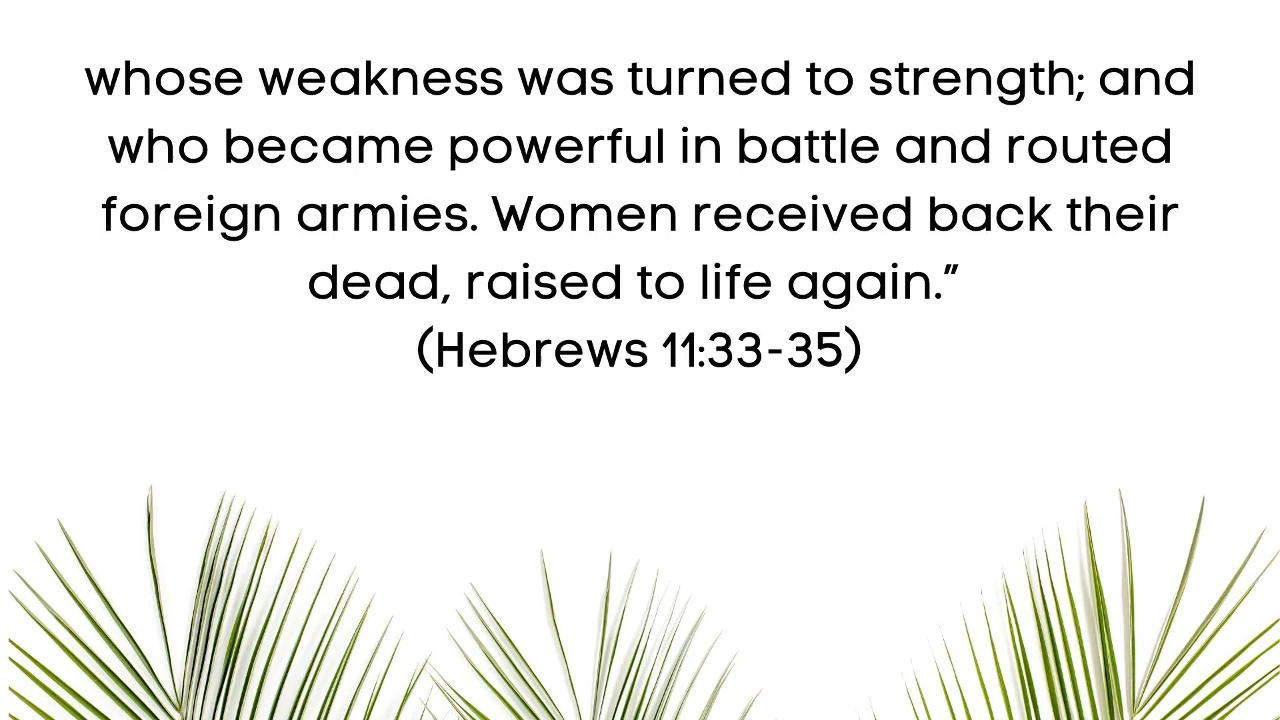 whose weakness was turned to strength; and
who became powerful in battle and routed
foreign armies. Women received back their
dead, raised to life again.”
(Hebrews 11:33-35)